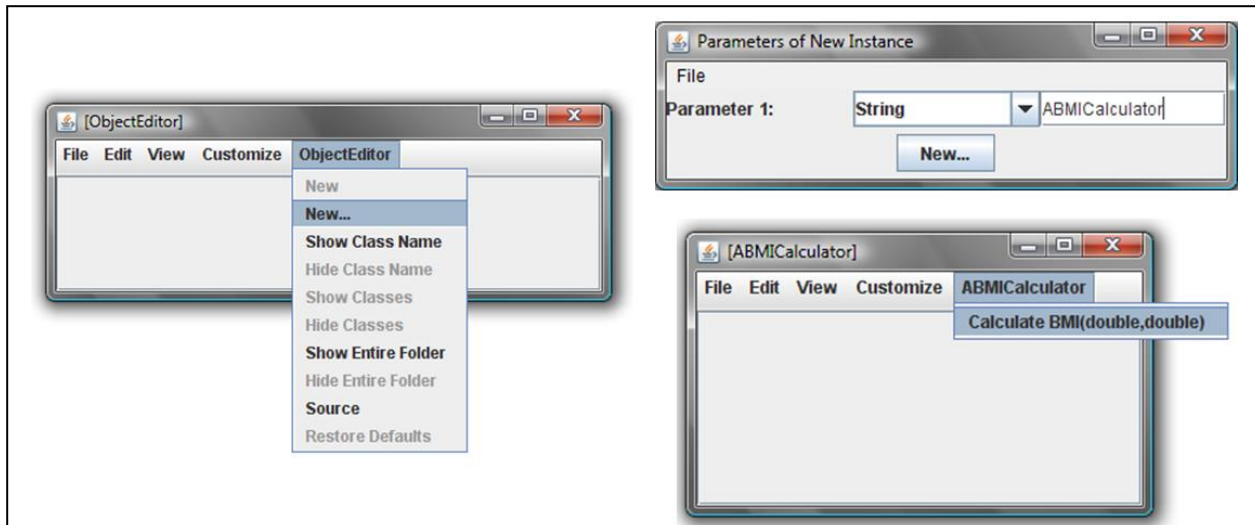 [ObjectEditor]
File Edit View Customize ObjectEditor
New
New...
Show Class Name
Hide Class Name
Show Classes
Hide Classes
Show Entire Folder
Hide Entire Folder
Source
Restore Defaults
Parameters of New Instance
File
Parameter 1: String ABMICalculator
New...
[ABMICalculator]
File Edit View Customize ABMICalculator
Calculate BMI(double,double)